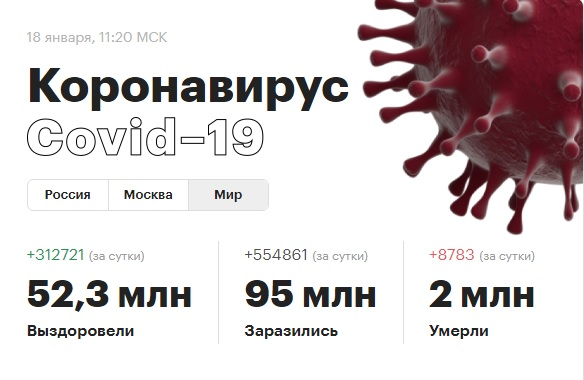 18 января, 11:20 МСК
Коронавирус
Covid–19
Россия Москва Мир
+312721 (за сутки) +554861 (за сутки) +8783 (за сутки)
52,3 млн 95 млн 2 млн
Выздоровели Заразились Умерли